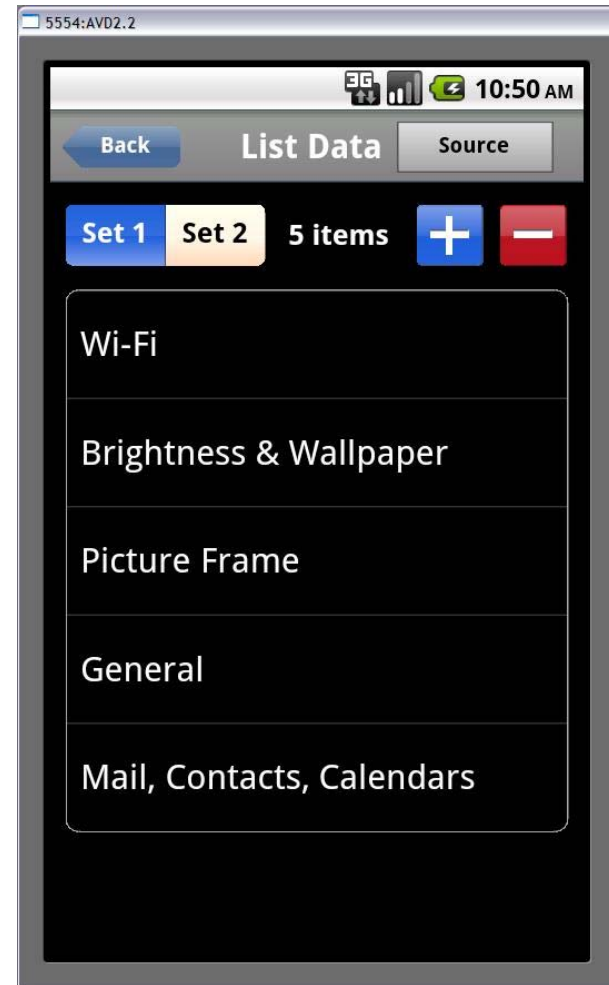 5554:AVD2.2
3G 10:50 AM
Back List Data Source
Set 1 Set 2 5 items + −
Wi-Fi
Brightness & Wallpaper
Picture Frame
General
Mail, Contacts, Calendars